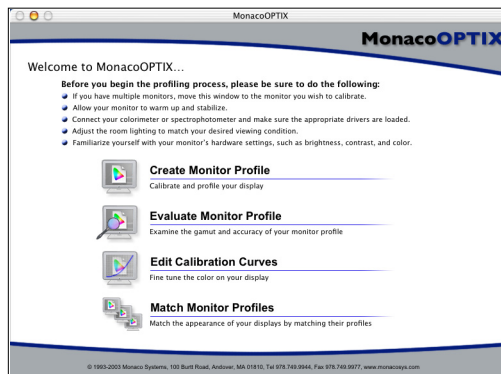 MonacoOPTIX
MonacoOPTIX
Welcome to MonacoOPTIX...
Before you begin the profiling process, please be sure to do the following:
If you have multiple monitors, move this window to the monitor you wish to calibrate.
Allow your monitor to warm up and stabilize.
Connect your colorimeter or spectrophotometer and make sure the appropriate drivers are loaded.
Adjust the room lighting to match your desired viewing condition.
Familiarize yourself with your monitor's hardware settings, such as brightness, contrast, and color.
Create Monitor Profile
Calibrate and profile your display
Evaluate Monitor Profile
Examine the gamut and accuracy of your monitor profile
Edit Calibration Curves
Fine tune the color on your display
Match Monitor Profiles
Match the appearance of your displays by matching their profiles
© 1993-2003 Monaco Systems, 100 Burtt Road, Andover, MA 01810, Tel 978.749.9944, Fax 978.749.9977, www.monacosys.com